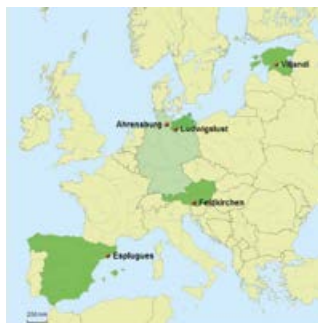 Viljandi
Ahrensburg
Ludwigslust
Feldkirchen
Esplugues